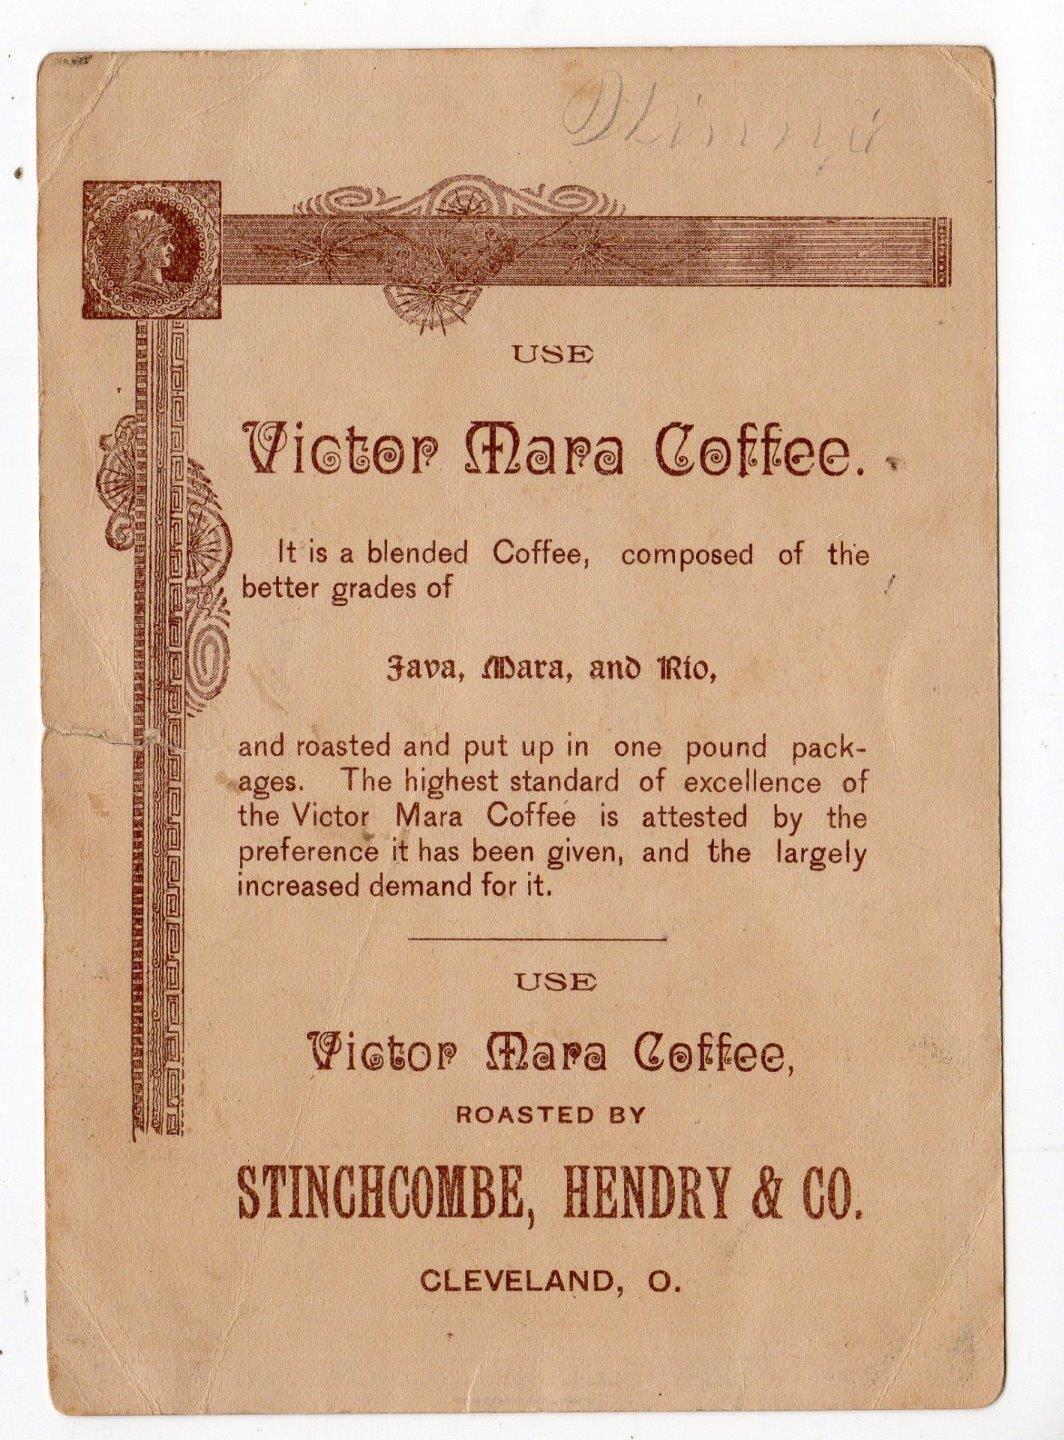 USE
Victor Mara Coffee.
It is a blended Coffee, composed of the
better grades of
Java, Mara, and Rio,
and roasted and put up in one pound pack-
ages. The highest standard of excellence of
the Victor Mara Coffee is attested by the
preference it has been given, and the largely
increased demand for it.
USE
Victor Mara Coffee,
ROASTED BY
STINCHCOMBE, HENDRY & CO.
CLEVELAND, O.